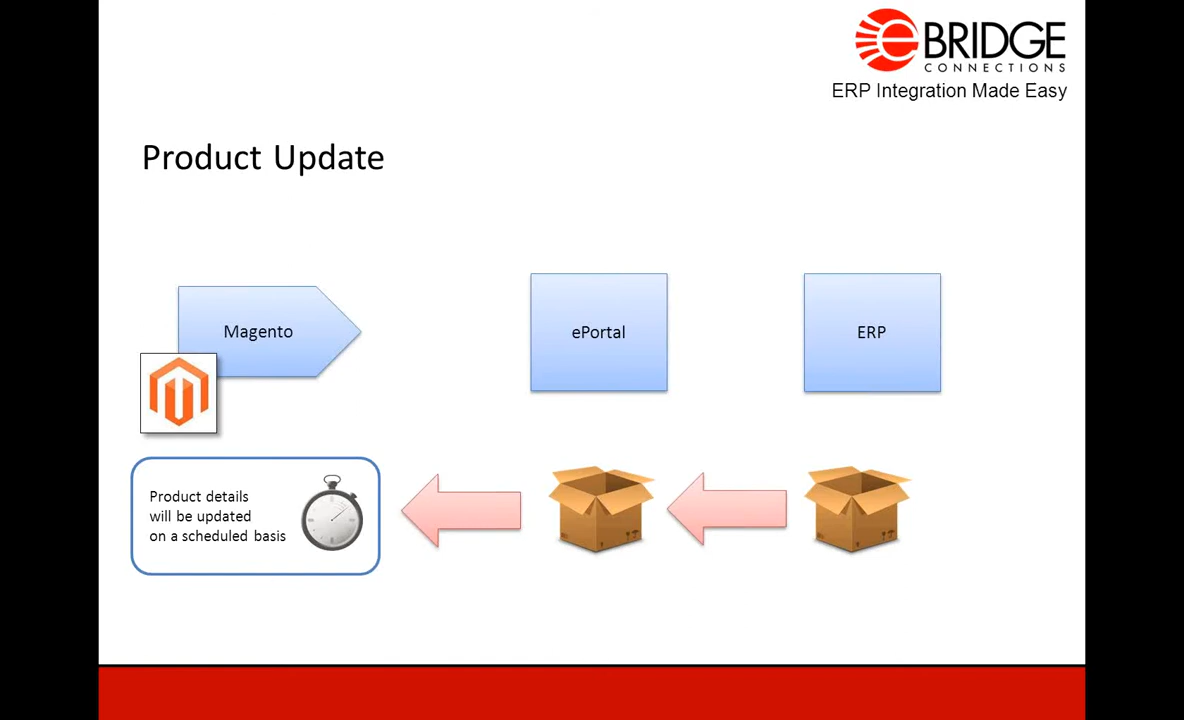 eBRIDGE
CONNECTIONS
ERP Integration Made Easy
Product Update
Magento
ePortal
ERP
Product details
will be updated
on a scheduled basis